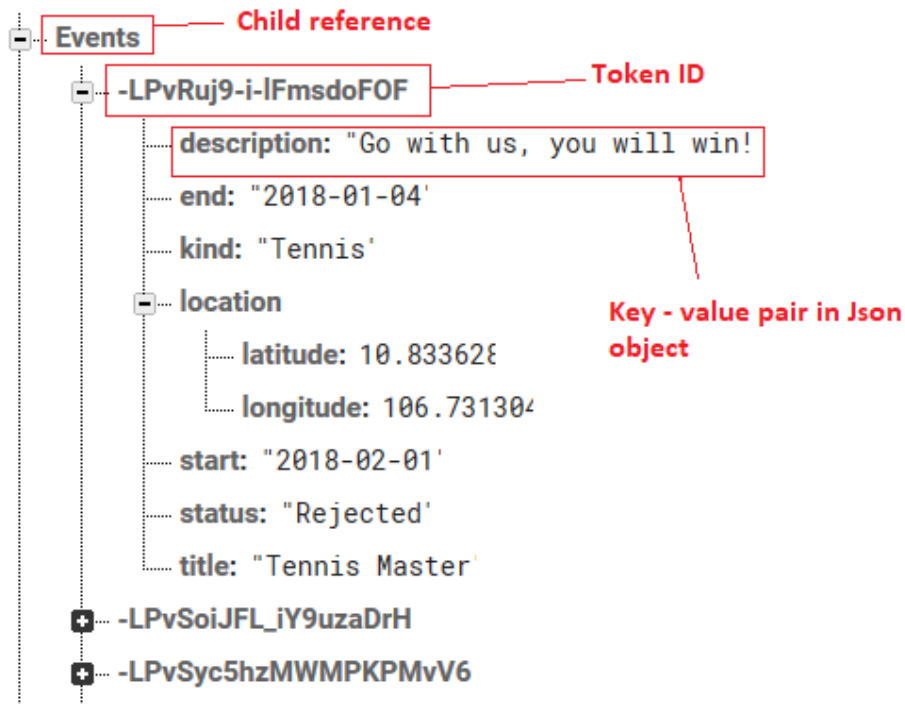 Events
Child reference
-LPvRuj9-i-lFmsdoFOF
Token ID
description: "Go with us, you will win!
end: "2018-01-04'
kind: "Tennis'
location
Key - value pair in Json
object
latitude: 10.833628
longitude: 106.731304
start: "2018-02-01'
status: "Rejected'
title: "Tennis Master'
-LPvSoiJFL_iY9uzaDrH
-LPvSyc5hzMWMPKPMvV6